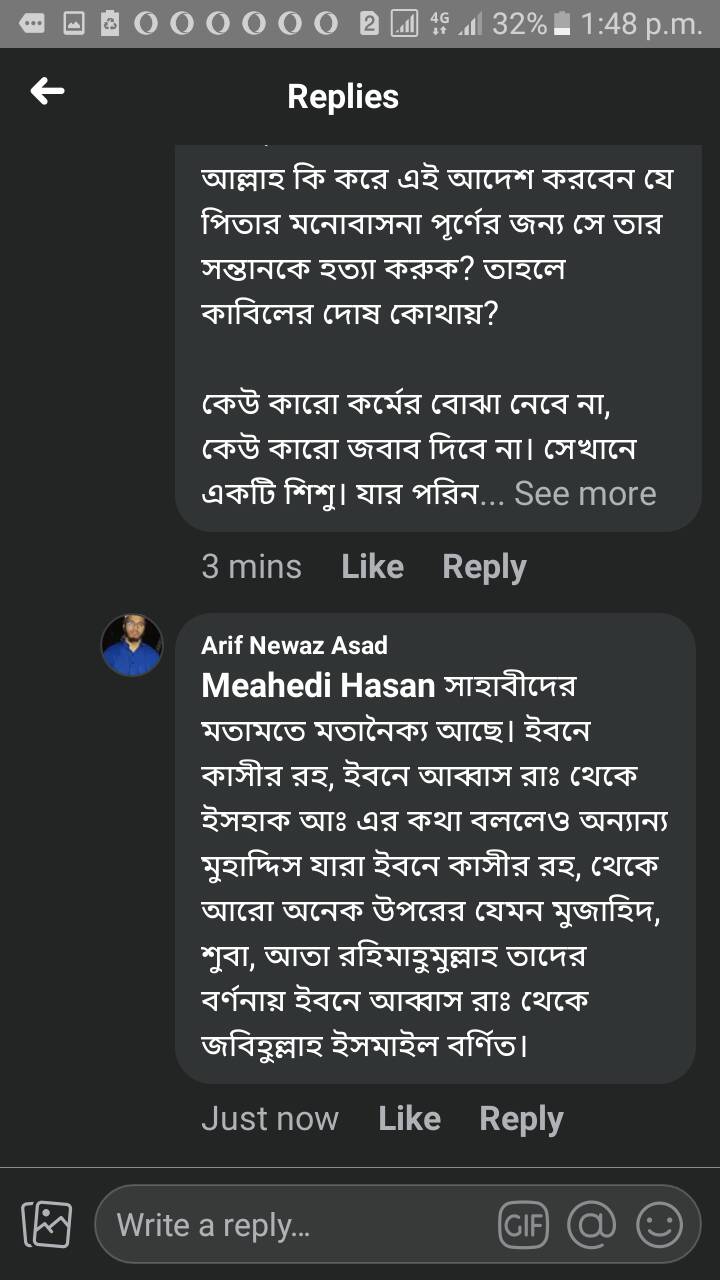 2 4G 32% 1:48 p.m.
Replies
আল্লাহ কি করে এই আদেশ করবেন যে
পিতার মনোবাসনা পূর্ণের জন্য সে তার
সন্তানকে হত্যা করুক? তাহলে
কাবিলের দোষ কোথায়?
কেউ কারো কর্মের বোঝা নেবে না,
কেউ কারো জবাব দিবে না। সেখানে
একটি শিশু। যার পরিন... See more
3 mins Like Reply
Arif Newaz Asad
Meahedi Hasan সাহাবীদের
মতামতে মতানৈক্য আছে। ইবনে
কাসীর রহ, ইবনে আব্বাস রাঃ থেকে
ইসহাক আঃ এর কথা বললেও অন্যান্য
মুহাদ্দিস যারা ইবনে কাসীর রহ, থেকে
আরো অনেক উপরের যেমন মুজাহিদ,
শুবা, আতা রহিমাহুমুল্লাহ তাদের
বর্ণনায় ইবনে আব্বাস রাঃ থেকে
জবিহুল্লাহ ইসমাইল বর্ণিত।
Just now Like Reply
Write a reply...
GIF @